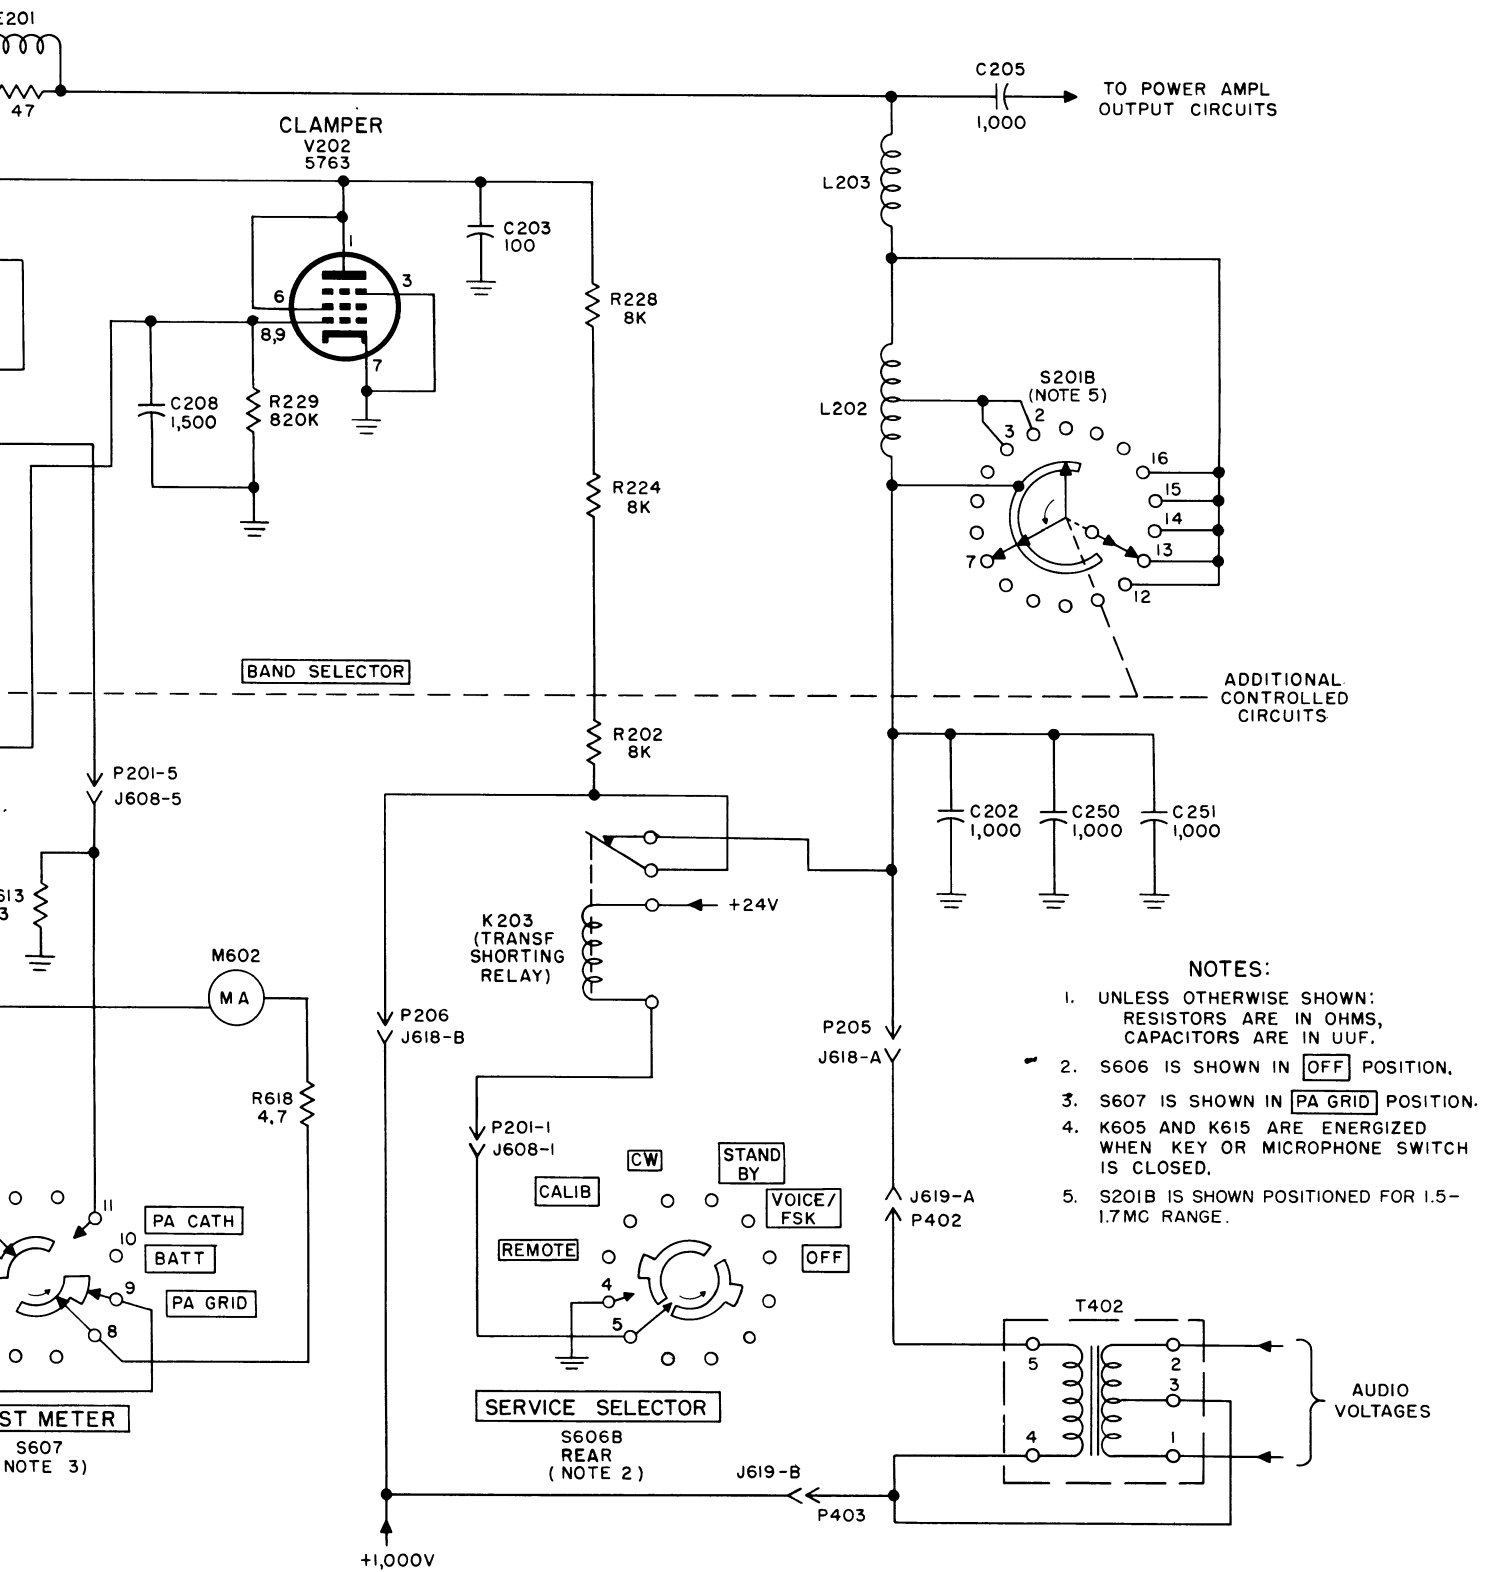 E201
47
C205
1,000
TO POWER AMPL
OUTPUT CIRCUITS
CLAMPER
V202
5763
L203
1
C203
100
3
6
8,9
7
R228
8K
C208
1,500
R229
820K
L202
S201B
(NOTE 5)
2
3
16
15
14
13
12
7
R224
8K
BAND SELECTOR
ADDITIONAL
CONTROLLED
CIRCUITS
R202
8K
P201-5
J608-5
C202
1,000
C250
1,000
C251
1,000
613
3
+24V
K203
(TRANSF
SHORTING
RELAY)
M602
MA
P206
J618-B
P205
J618-A
NOTES:
1. UNLESS OTHERWISE SHOWN:
RESISTORS ARE IN OHMS,
CAPACITORS ARE IN UUF.
2. S606 IS SHOWN IN OFF POSITION.
3. S607 IS SHOWN IN PA GRID POSITION.
4. K605 AND K615 ARE ENERGIZED
WHEN KEY OR MICROPHONE SWITCH
IS CLOSED.
5. S201B IS SHOWN POSITIONED FOR 1.5-
1.7MC RANGE.
R618
4.7
P201-1
J608-1
CW
STAND
BY
CALIB
VOICE/
FSK
REMOTE
OFF
4
5
J619-A
P402
11
PA CATH
10
BATT
9
PA GRID
8
T402
5
2
3
4
1
AUDIO
VOLTAGES
ST METER
S607
NOTE 3)
SERVICE SELECTOR
S606B
REAR
(NOTE 2)
J619-B
P403
+1,000V